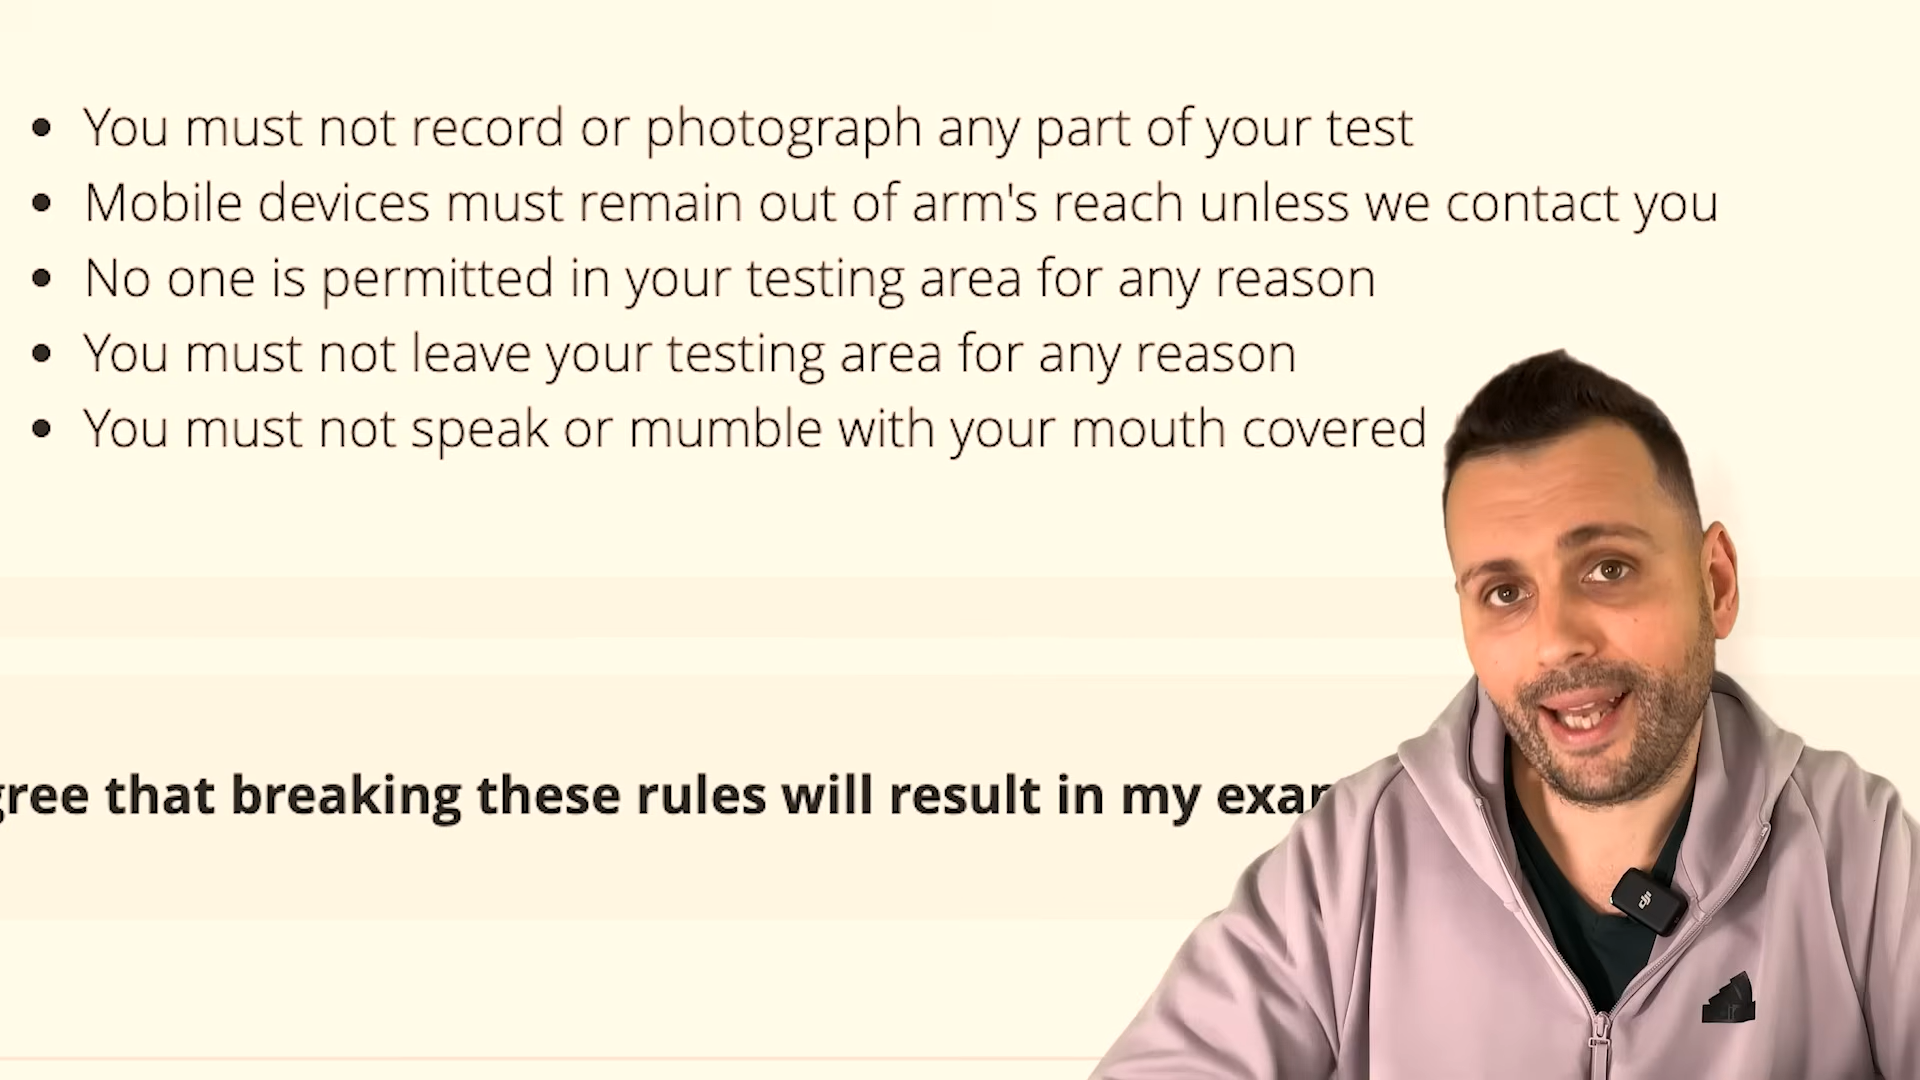 You must not record or photograph any part of your test
Mobile devices must remain out of arm's reach unless we contact you
No one is permitted in your testing area for any reason
You must not leave your testing area for any reason
You must not speak or mumble with your mouth covered
that breaking these rules will result in my
dji